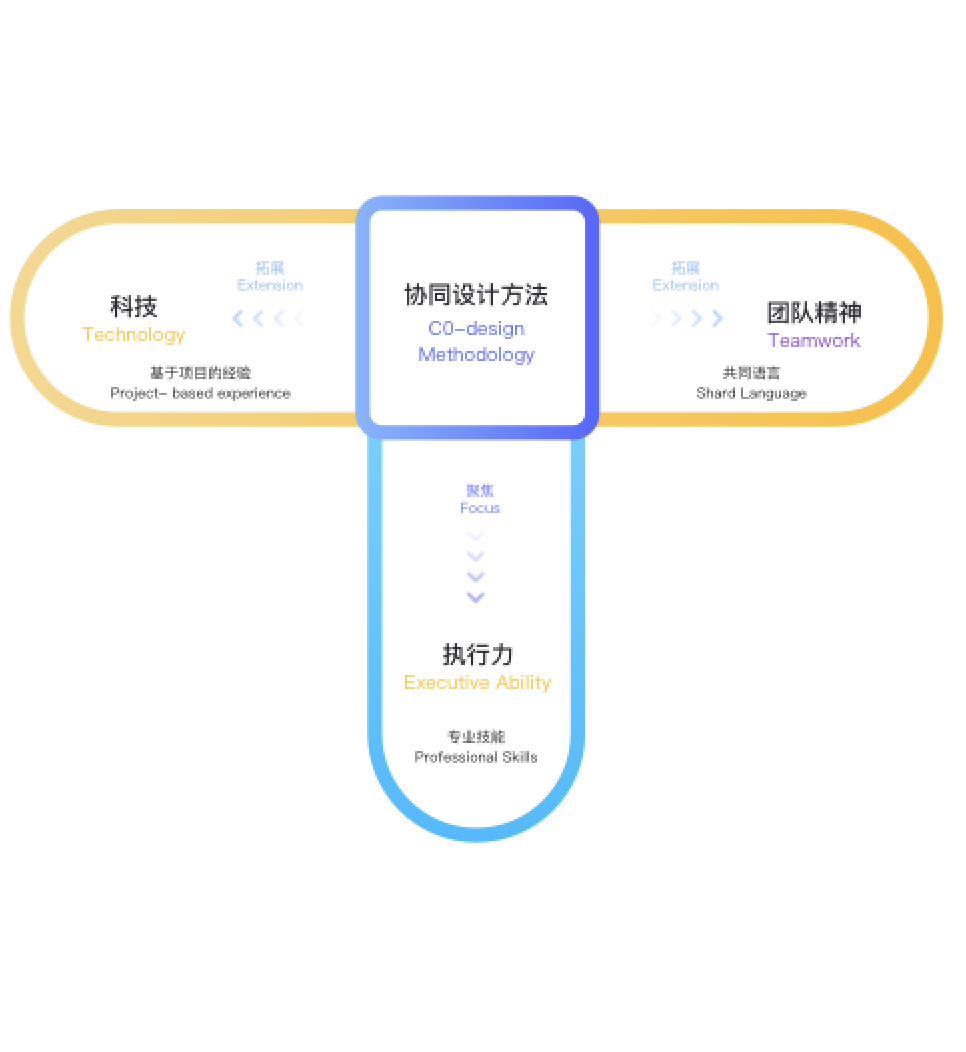 拓展
Extension
科技
Technology
基于项目的经验
Project- based experience
协同设计方法
C0-design
Methodology
拓展
Extension
团队精神
Teamwork
共同语言
Shard Language
聚焦
Focus
执行力
Executive Ability
专业技能
Professional Skills